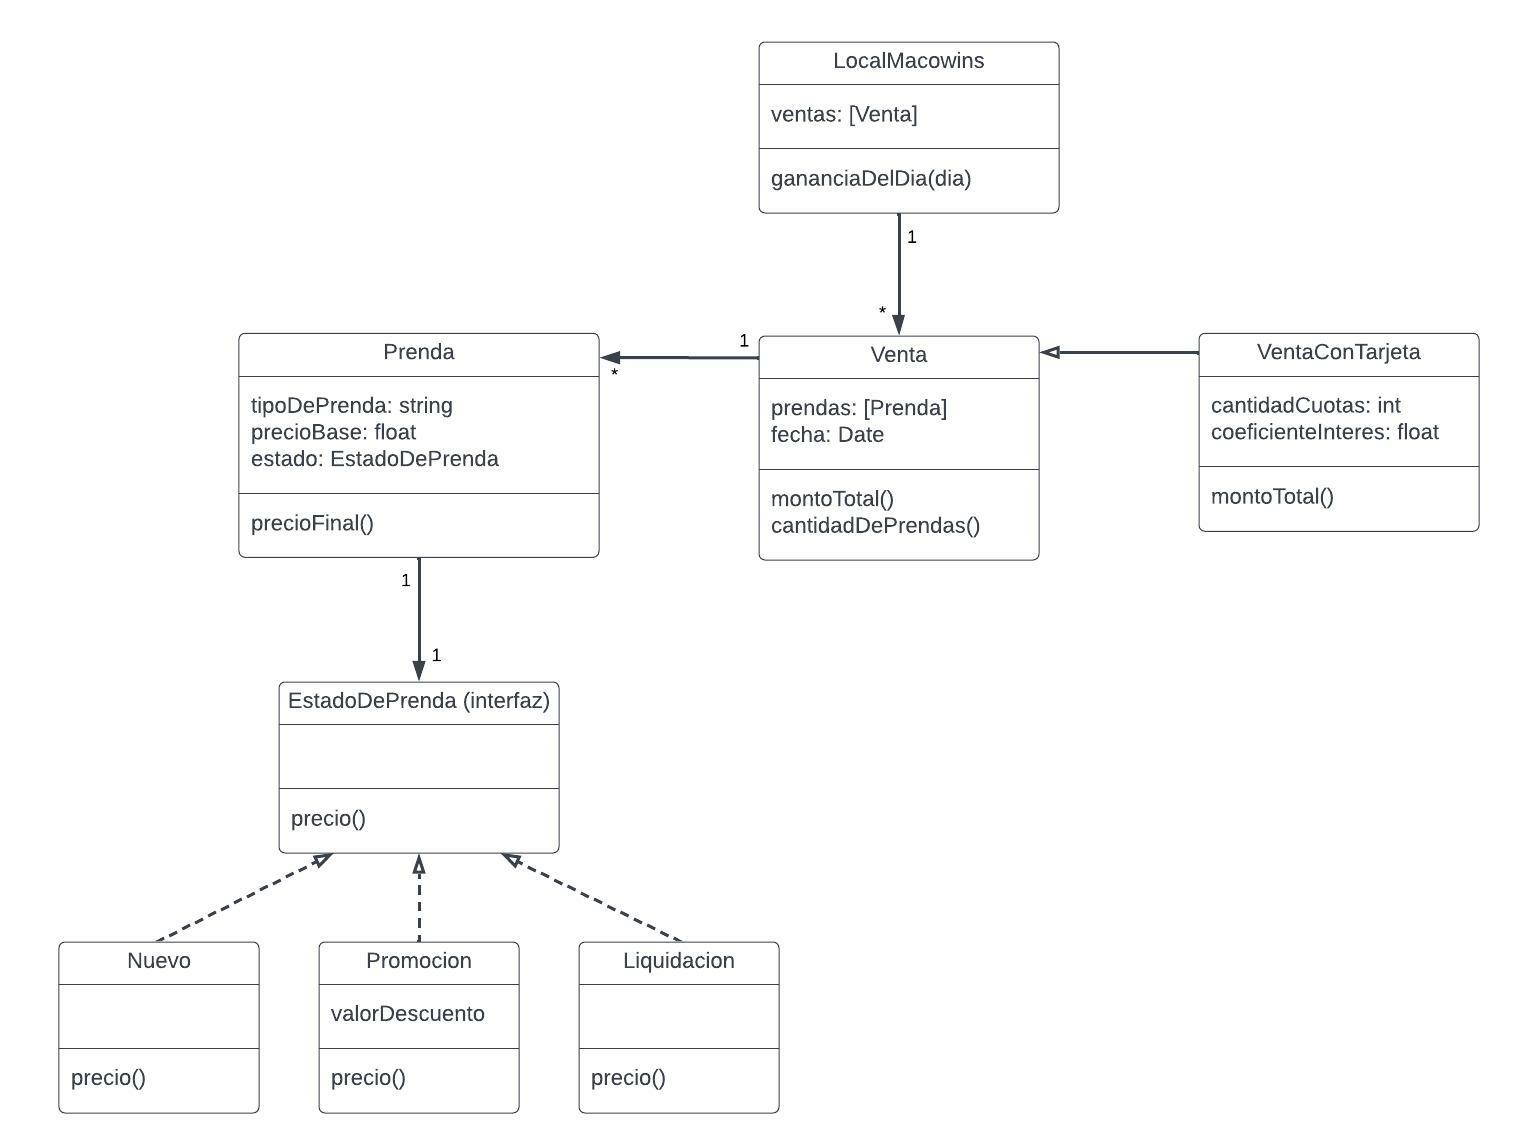 LocalMacowins
ventas: [Venta]
gananciaDelDia(dia)
1
*
Prenda
tipoDePrenda: string
precioBase: float
estado: EstadoDePrenda
precioFinal()
1
*
Venta
prendas: [Prenda]
fecha: Date
montoTotal()
cantidadDePrendas()
VentaConTarjeta
cantidadCuotas: int
coeficienteInteres: float
montoTotal()
1
1
EstadoDePrenda (interfaz)
precio()
Nuevo
precio()
Promocion
valorDescuento
precio()
Liquidacion
precio()